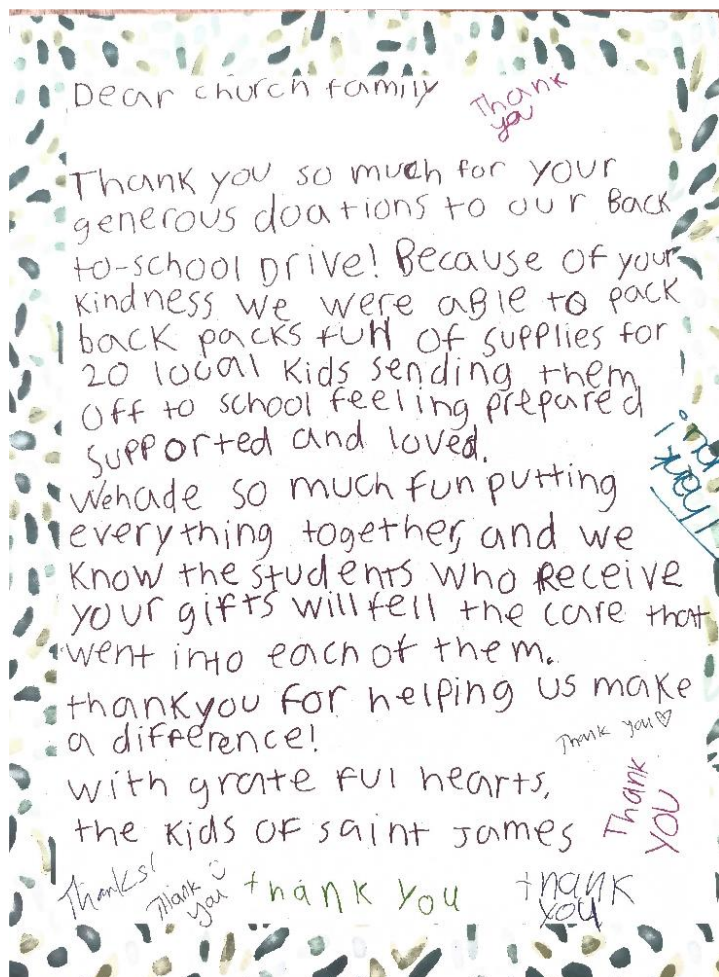 Dear church family
Thank
you
Thank you so much for your
generous doations to our Back
to-school Drive! Because of your
kindness we were able to pack
back packs full of supplies for
20 local kids sending them
off to school feeling prepared
supported and loved.
thank
you!
Wehade so much fun putting
everything together, and we
know the students who Receive
your gifts will fell the care that
went into each of them.
thankyou for helping us make
a difference!
Thank you♡
with grate ful hearts,
the kids of saint James
Thank
you
Thanks!
Thank
you
thank you
thank
you